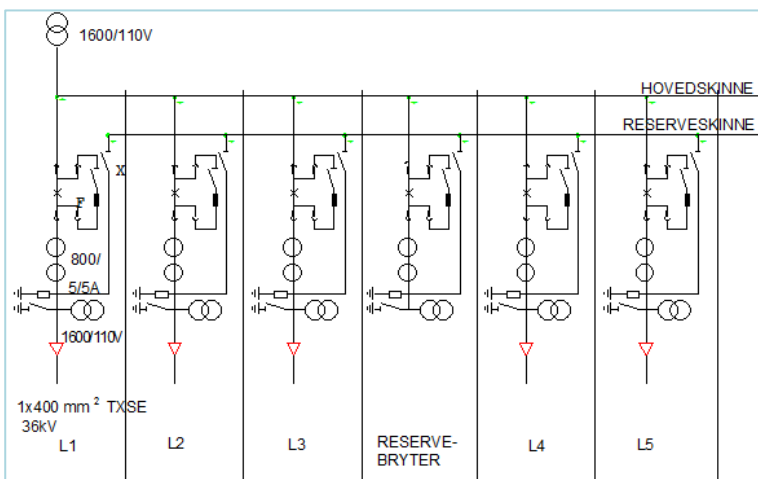 1600/110V
HOVEDSKINNE
RESERVESKINNE
X
F
800/
5/5A
1600/110V
1x400 mm² TXSE
36kV
L1
L2
L3
RESERVE-
BRYTER
L4
L5